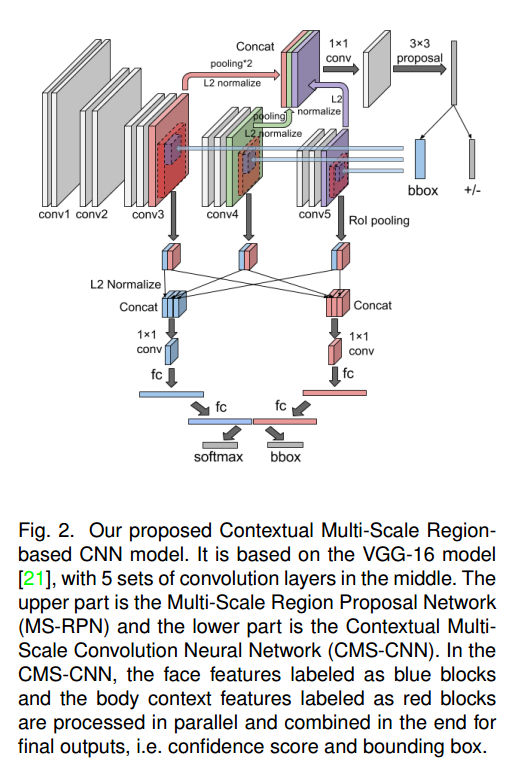 Concat
1×1
conv
3×3
proposal
pooling*2
L2 normalize
pooling
L2 normalize
L2
normalize
conv1 conv2 conv3 conv4 conv5
bbox +/-
RoI pooling
L2 Normalize
Concat
Concat
1×1
conv
1×1
conv
fc
fc
fc
fc
softmax bbox
Fig. 2. Our proposed Contextual Multi-Scale Region-
based CNN model. It is based on the VGG-16 model
[21], with 5 sets of convolution layers in the middle. The
upper part is the Multi-Scale Region Proposal Network
(MS-RPN) and the lower part is the Contextual Multi-
Scale Convolution Neural Network (CMS-CNN). In the
CMS-CNN, the face features labeled as blue blocks
and the body context features labeled as red blocks
are processed in parallel and combined in the end for
final outputs, i.e. confidence score and bounding box.